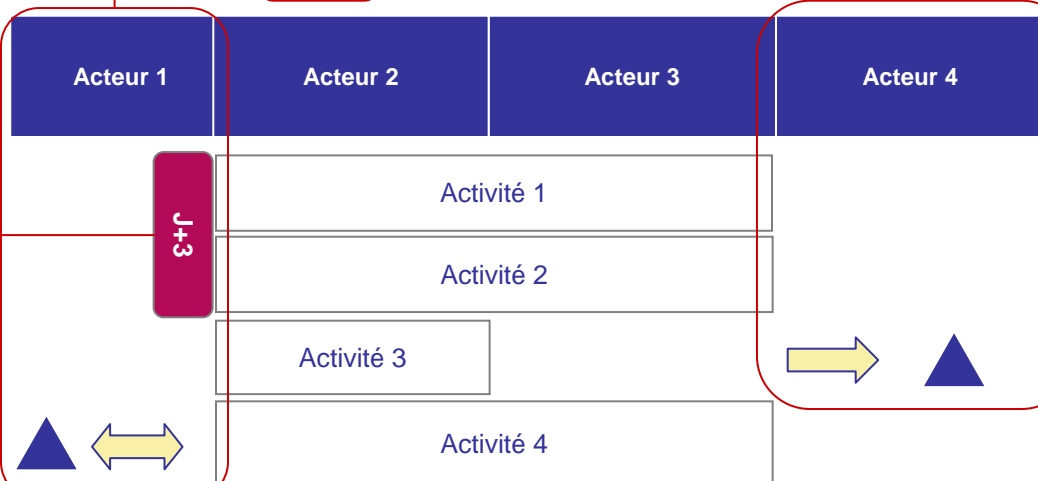 Acteur 1
Acteur 2
Acteur 3
Acteur 4
J+3
Activité 1
Activité 2
Activité 3
Activité 4